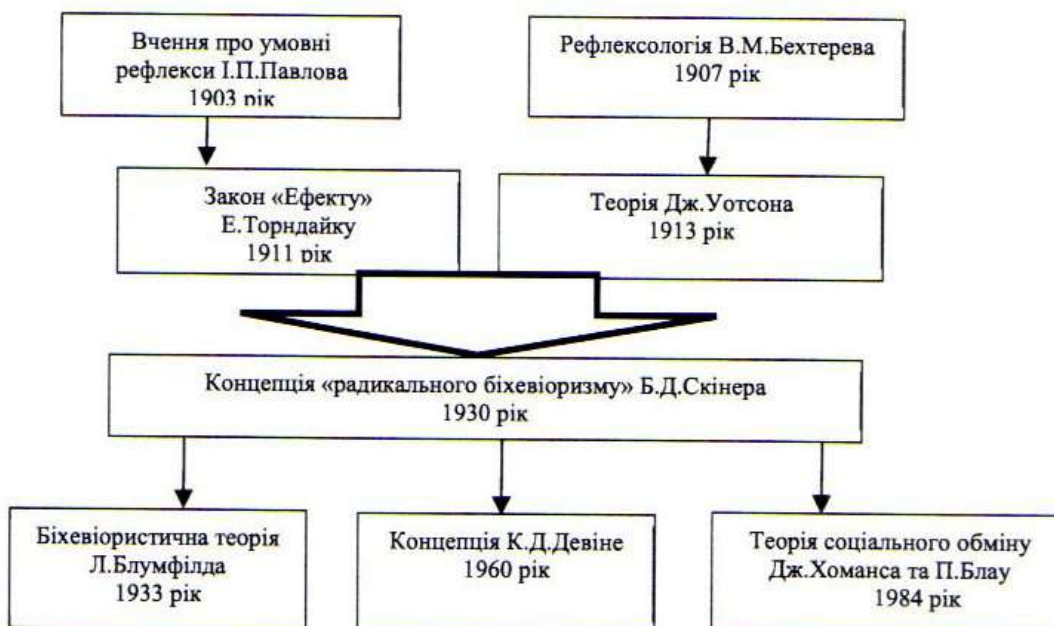 Вчення про умовні
рефлекси І.П.Павлова
1903 рік
Рефлексологія В.М.Бехтерева
1907 рік
Закон «Ефекту»
Е.Торндайку
1911 рік
Теорія Дж.Уотсона
1913 рік
Концепція «радикального біхевіоризму» Б.Д.Скінера
1930 рік
Біхевіористична теорія
Л.Блумфілда
1933 рік
Концепція К.Д.Девіне
1960 рік
Теорія соціального обміну
Дж.Хоманса та П.Блау
1984 рік